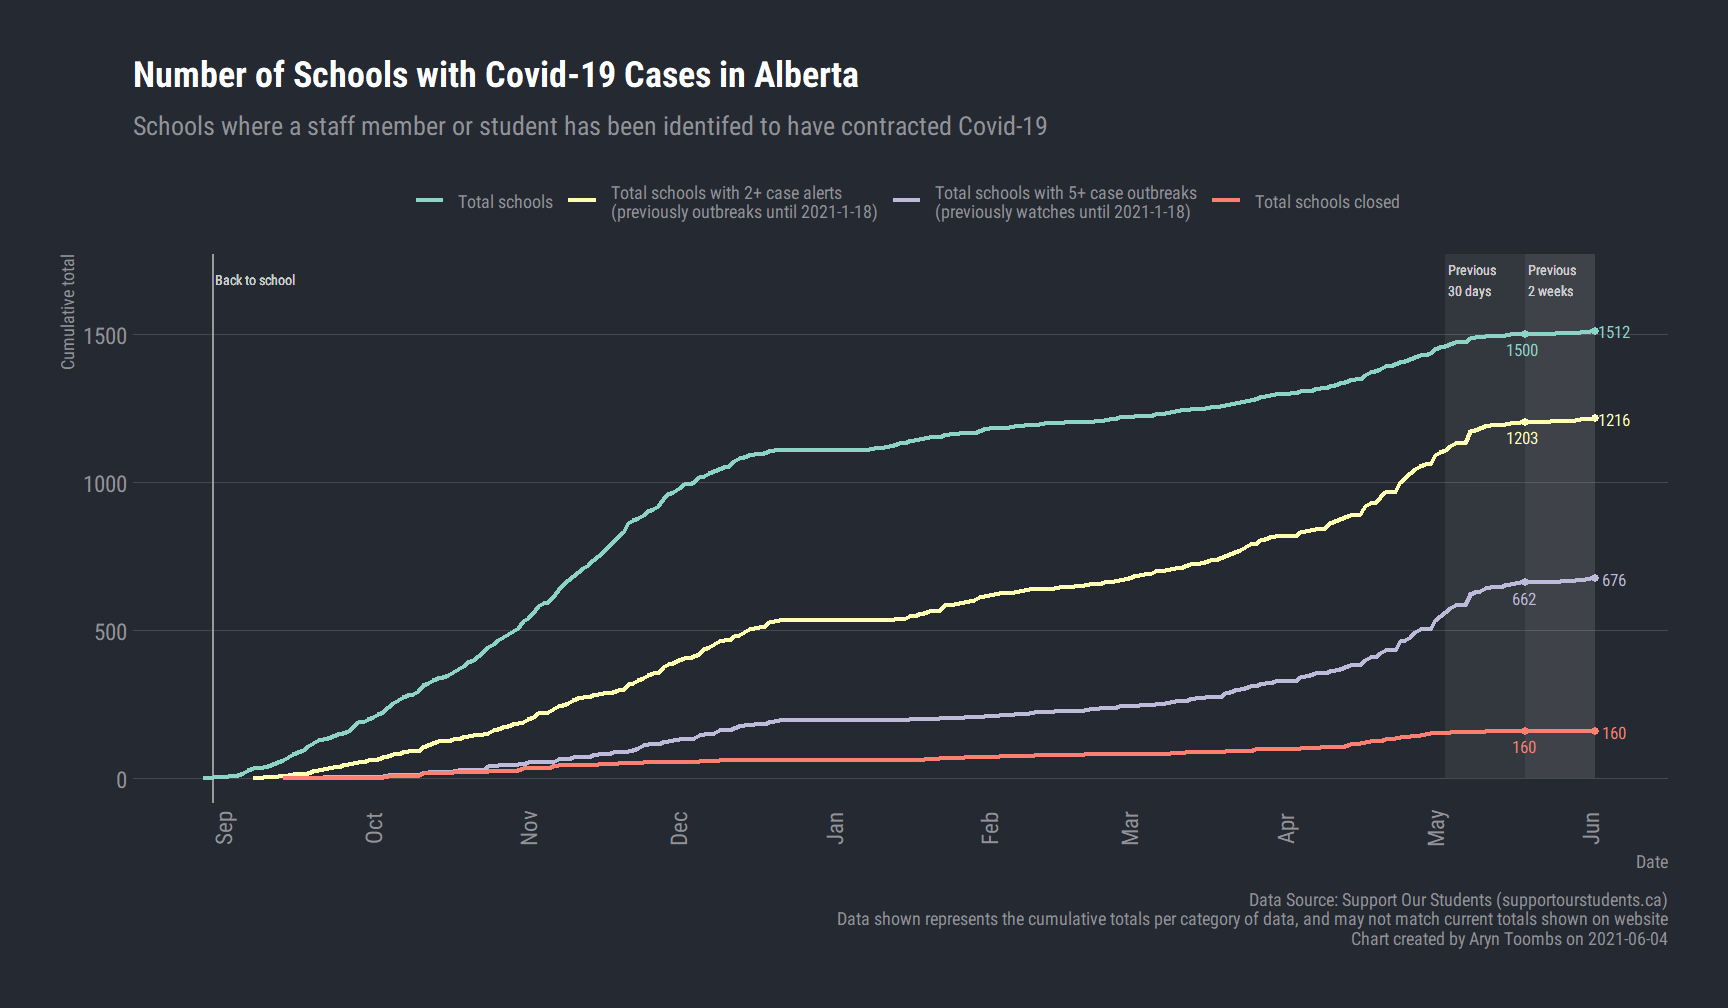 Number of Schools with Covid-19 Cases in Alberta
Schools where a staff member or student has been identifed to have contracted Covid-19
Total schools
Total schools with 2+ case alerts
(previously outbreaks until 2021-1-18)
Total schools with 5+ case outbreaks
(previously watches until 2021-1-18)
Total schools closed
Cumulative total
Back to school
Previous
30 days
Previous
2 weeks
1500
1000
500
0
1500
1512
1203
1216
662
676
160
160
Sep
Oct
Nov
Dec
Jan
Feb
Mar
Apr
May
Jun
Date
Data Source: Support Our Students (supportourstudents.ca)
Data shown represents the cumulative totals per category of data, and may not match current totals shown on website
Chart created by Aryn Toombs on 2021-06-04